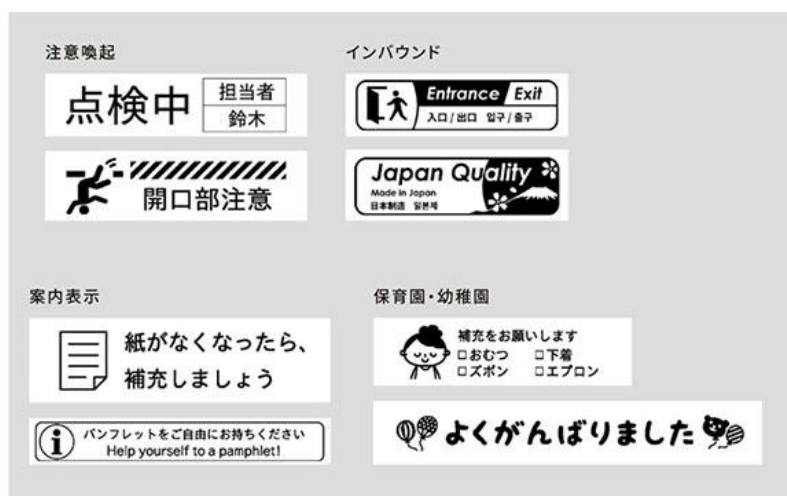 注意喚起
点検中
担当者
鈴木
開口部注意
インバウンド
Entrance Exit
入口/出口 입구/출구
Japan Quality
Made in Japan
日本制造 일본제
案内表示
紙がなくなったら、
補充しましょう
パンフレットをご自由にお持ちください
Help yourself to a pamphlet!
保育園・幼稚園
補充をお願いします
□おむつ □下着
□ズボン □エプロン
よくがんばりました